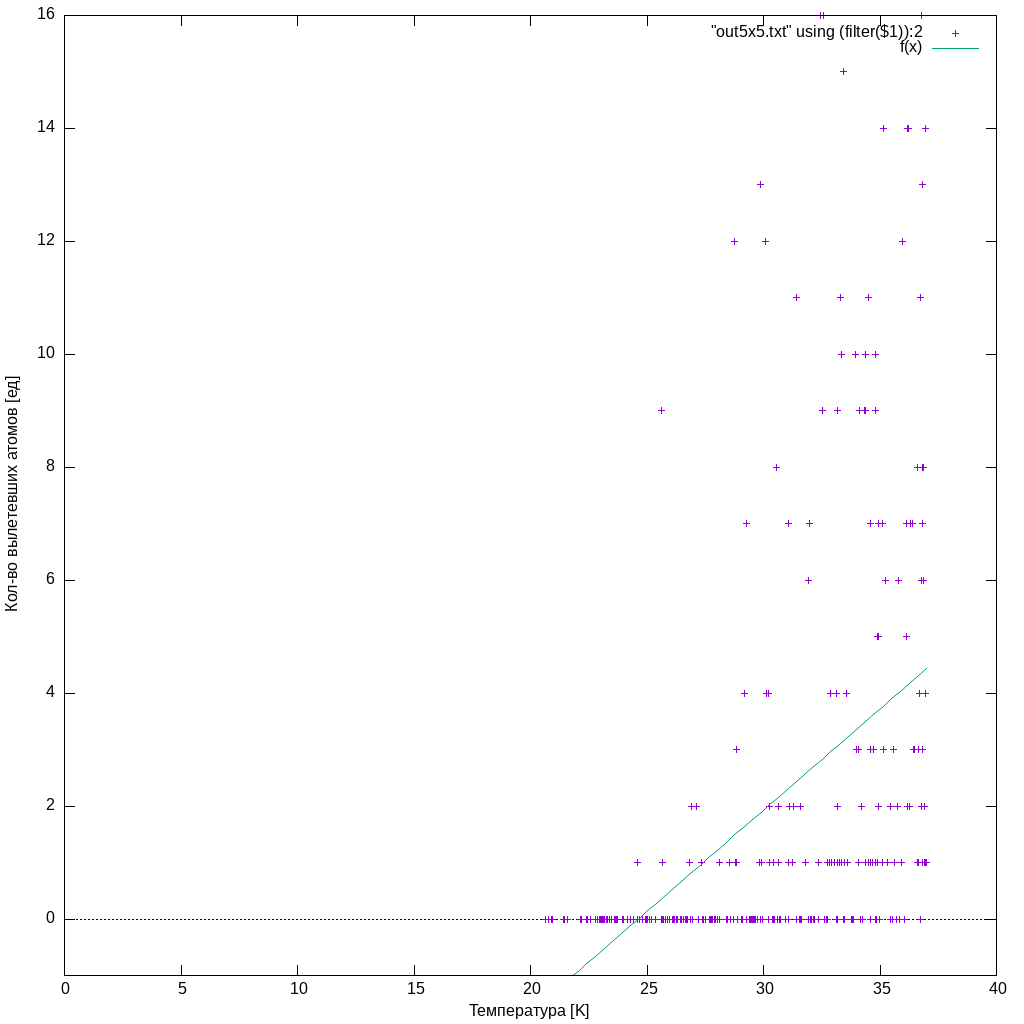 16
"out5x5.txt" using (filter($1)):2
f(x)
14
12
10
8
6
4
2
0
Кол-во вылетевших атомов [ед]
0 5 10 15 20 25 30 35 40
Температура [K]